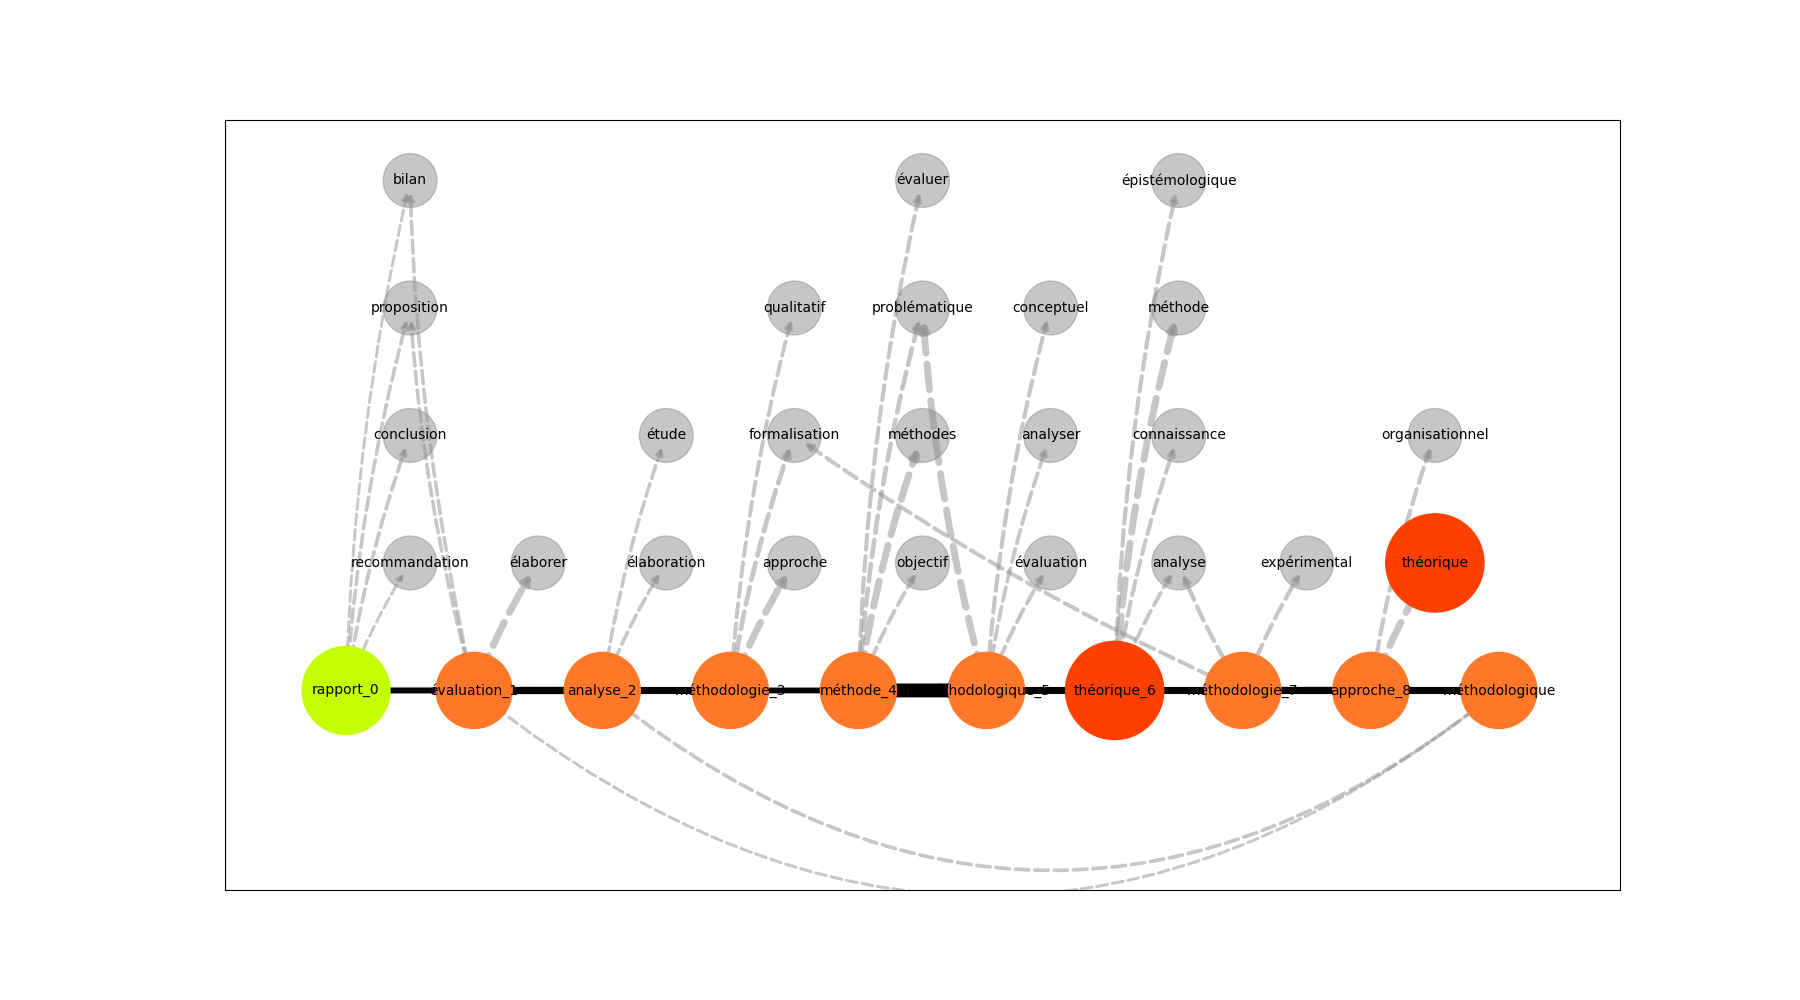 bilan
évaluer
épistémologique
proposition
qualitatif
problématique
conceptuel
méthode
conclusion
étude
formalisation
méthodes
analyser
connaissance
organisationnel
recommandation
élaborer
élaboration
approche
objectif
évaluation
analyse
expérimental
théorique
rapport_0
évaluation_1
analyse_2
méthodologie_3
méthode_4
hodologique_5
théorique_6
méthodologie_7
approche_8
méthodologique